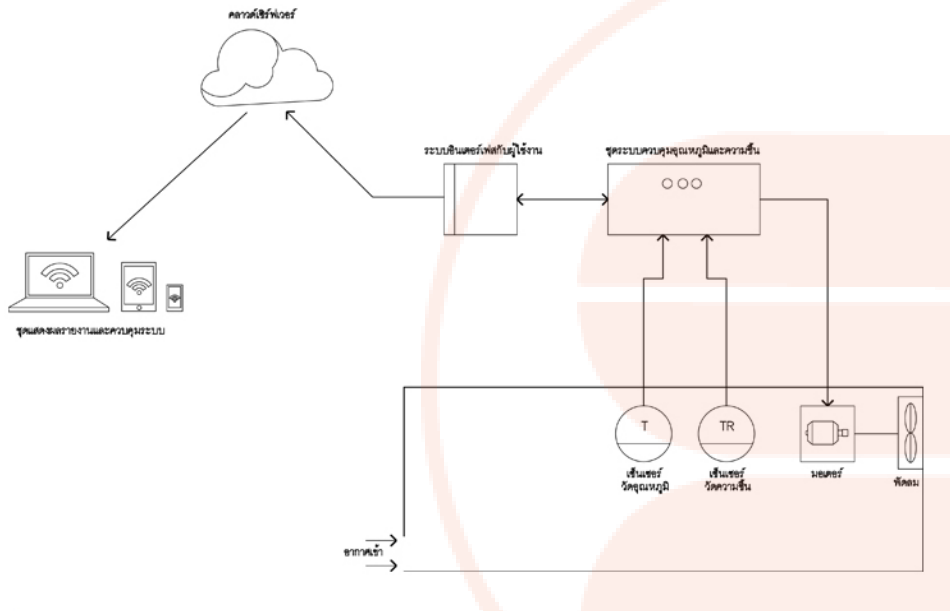 คลาวด์เซิร์ฟเวอร์
ระบบอินเตอร์เฟสกับผู้ใช้งาน
ชุดระบบควบคุมอุณหภูมิและความชื้น
ชุดแสดงผลรายงานและควบคุมระบบ
T
TR
เซ็นเซอร์
วัดอุณหภูมิ
เซ็นเซอร์
วัดความชื้น
มอเตอร์
พัดลม
อากาศเข้า